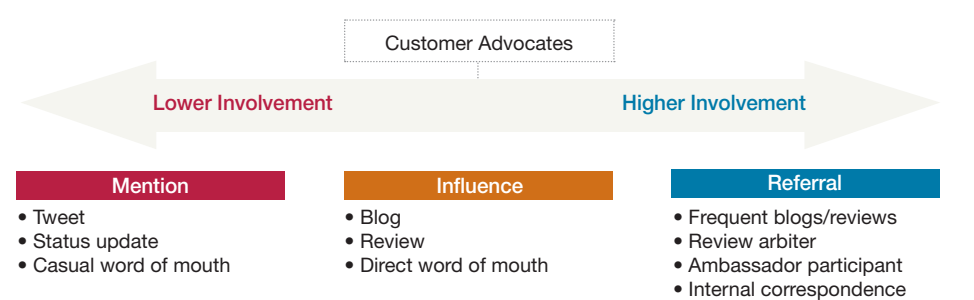 Customer Advocates
Lower Involvement
Higher Involvement
Mention
• Tweet
• Status update
• Casual word of mouth
Influence
• Blog
• Review
• Direct word of mouth
Referral
• Frequent blogs/reviews
• Review arbiter
• Ambassador participant
• Internal correspondence